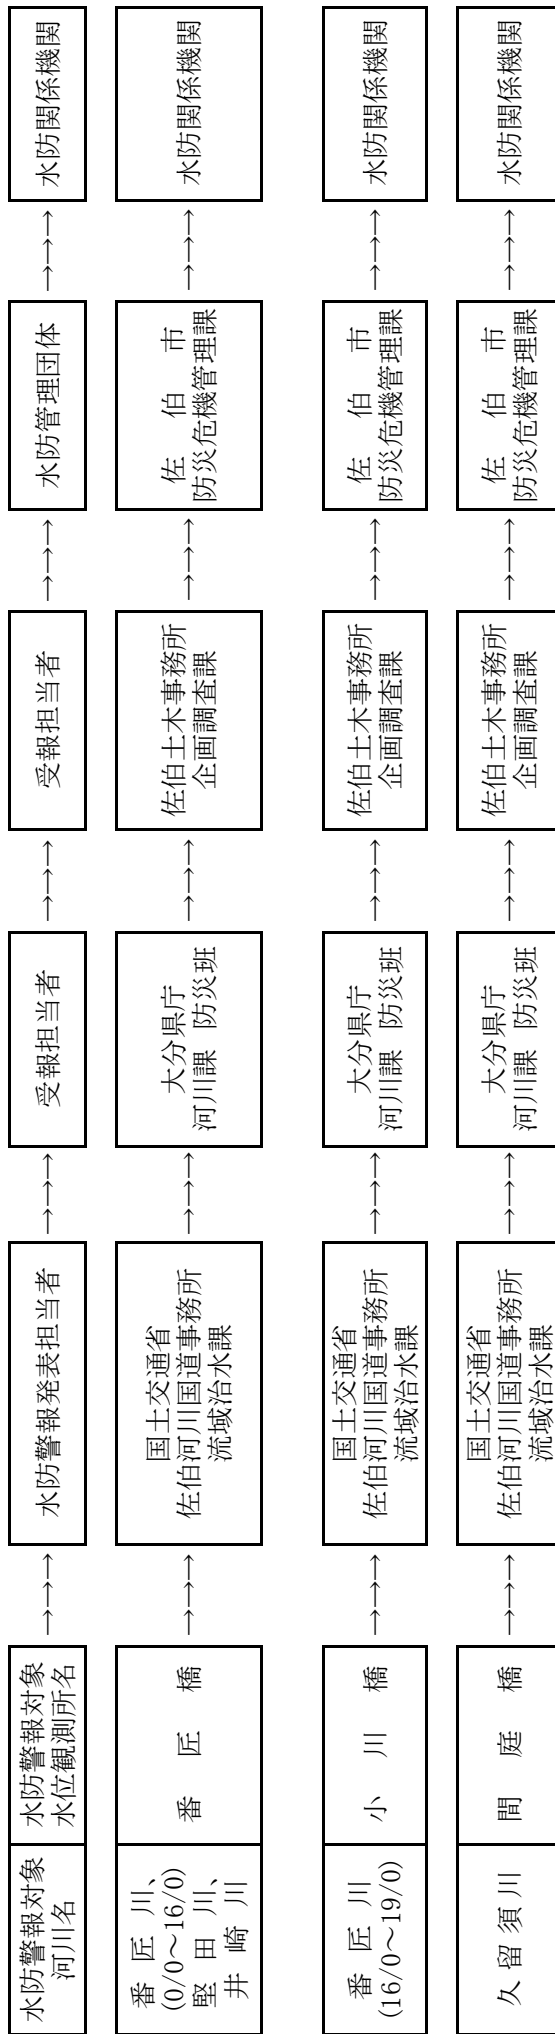 水防警報対象
河川名
水防警報対象
水位観測所名
→→→→
水防警報発表担当者
→→→→
受報担当者
→→→→
受報担当者
→→→→
水防管理団体
→→→→
水防関係機関
番匠川、
(0/0～16/0)
堅田川、
井崎川
番匠橋
→→→→
国土交通省
佐伯河川国道事務所
流域治水課
→→→→
大分県庁
河川課 防災班
→→→→
佐伯土木事務所
企画調査課
→→→→
佐伯市
防災危機管理課
→→→→
水防関係機関
番匠川
(16/0～19/0)
小川橋
→→→→
国土交通省
佐伯河川国道事務所
流域治水課
→→→→
大分県庁
河川課 防災班
→→→→
佐伯土木事務所
企画調査課
→→→→
佐伯市
防災危機管理課
→→→→
水防関係機関
久留須川
間庭橋
→→→→
国土交通省
佐伯河川国道事務所
流域治水課
→→→→
大分県庁
河川課 防災班
→→→→
佐伯土木事務所
企画調査課
→→→→
佐伯市
防災危機管理課
→→→→
水防関係機関